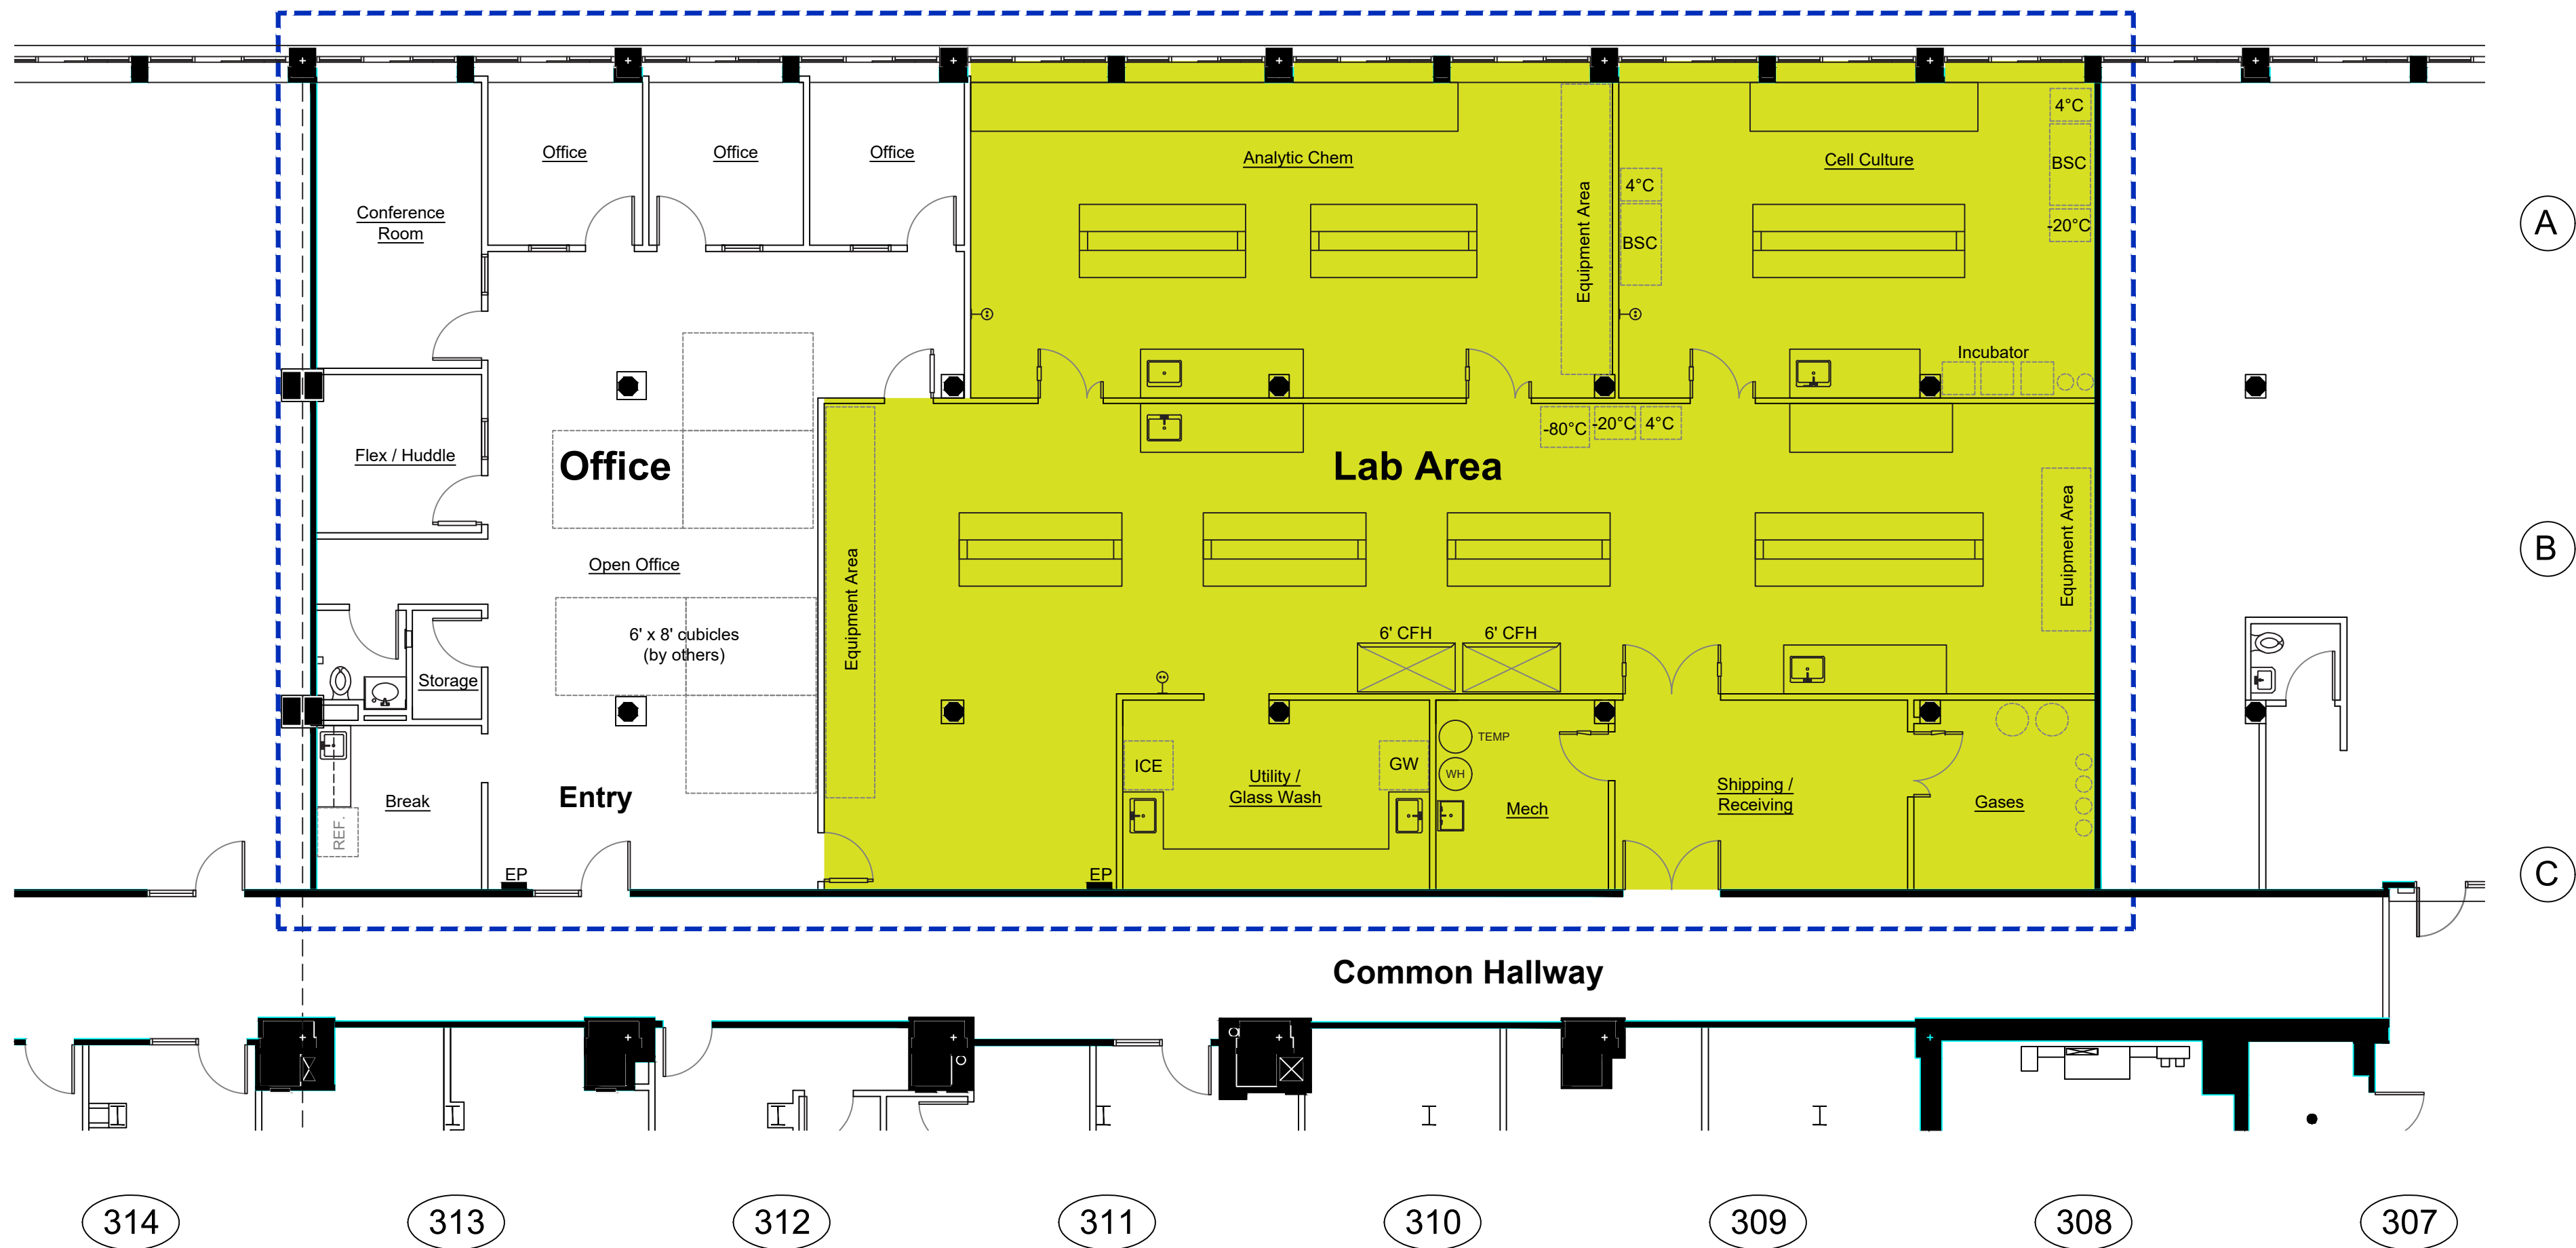 4°C
Office
Office
Office
Analytic Chem
Cell Culture
BSC
4°C
Equipment Area
Conference
Room
A
-20°C
BSC
Incubator
-80°C
-20°C
4°C
Flex / Huddle
Office
Lab Area
Equipment Area
B
Open Office
Equipment Area
6' x 8' cubicles
(by others)
6' CFH
6' CFH
Storage
TEMP
ICE
GW
WH
Utility /
Glass Wash
Shipping /
Receiving
Break
Entry
Mech
Gases
REF.
EP
EP
C
Common Hallway
314
313
312
311
310
309
308
307